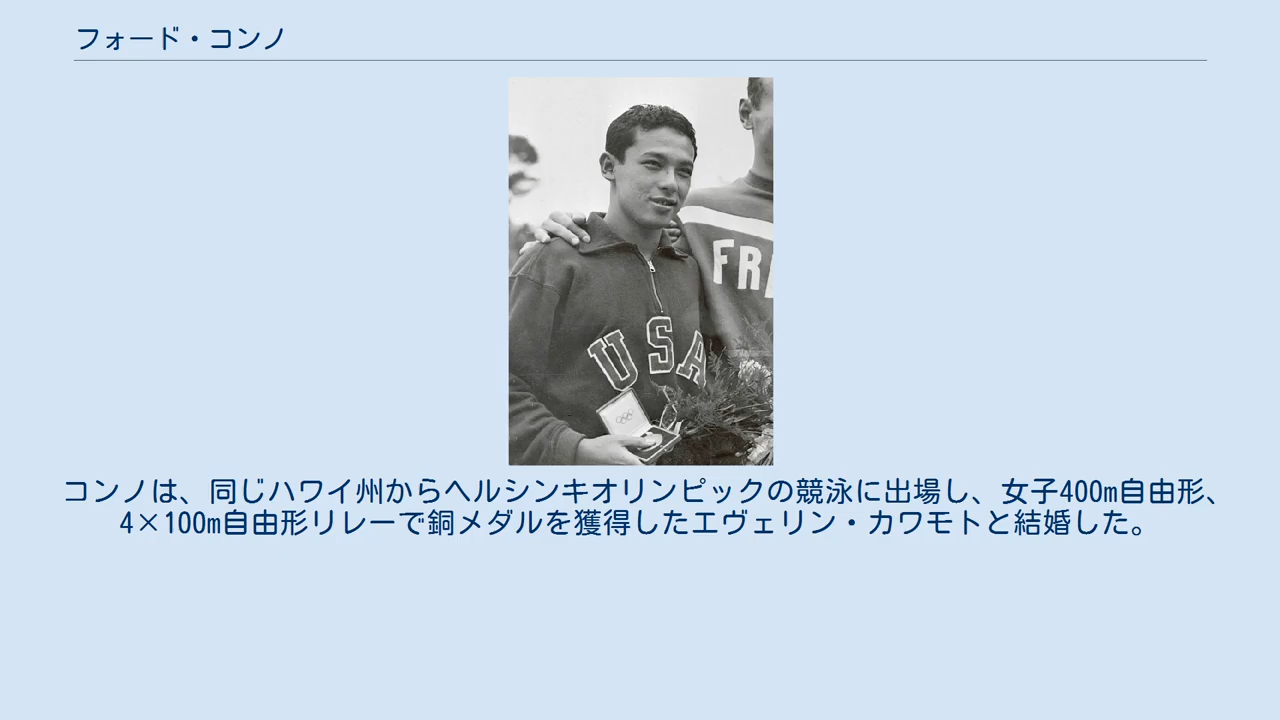 フォード・コンノ
FR
USA
コンノは、同じハワイ州からヘルシンキオリンピックの競泳に出場し、女子400m自由形、
4×100m自由形リレーで銅メダルを獲得したエヴェリン・カワモトと結婚した。